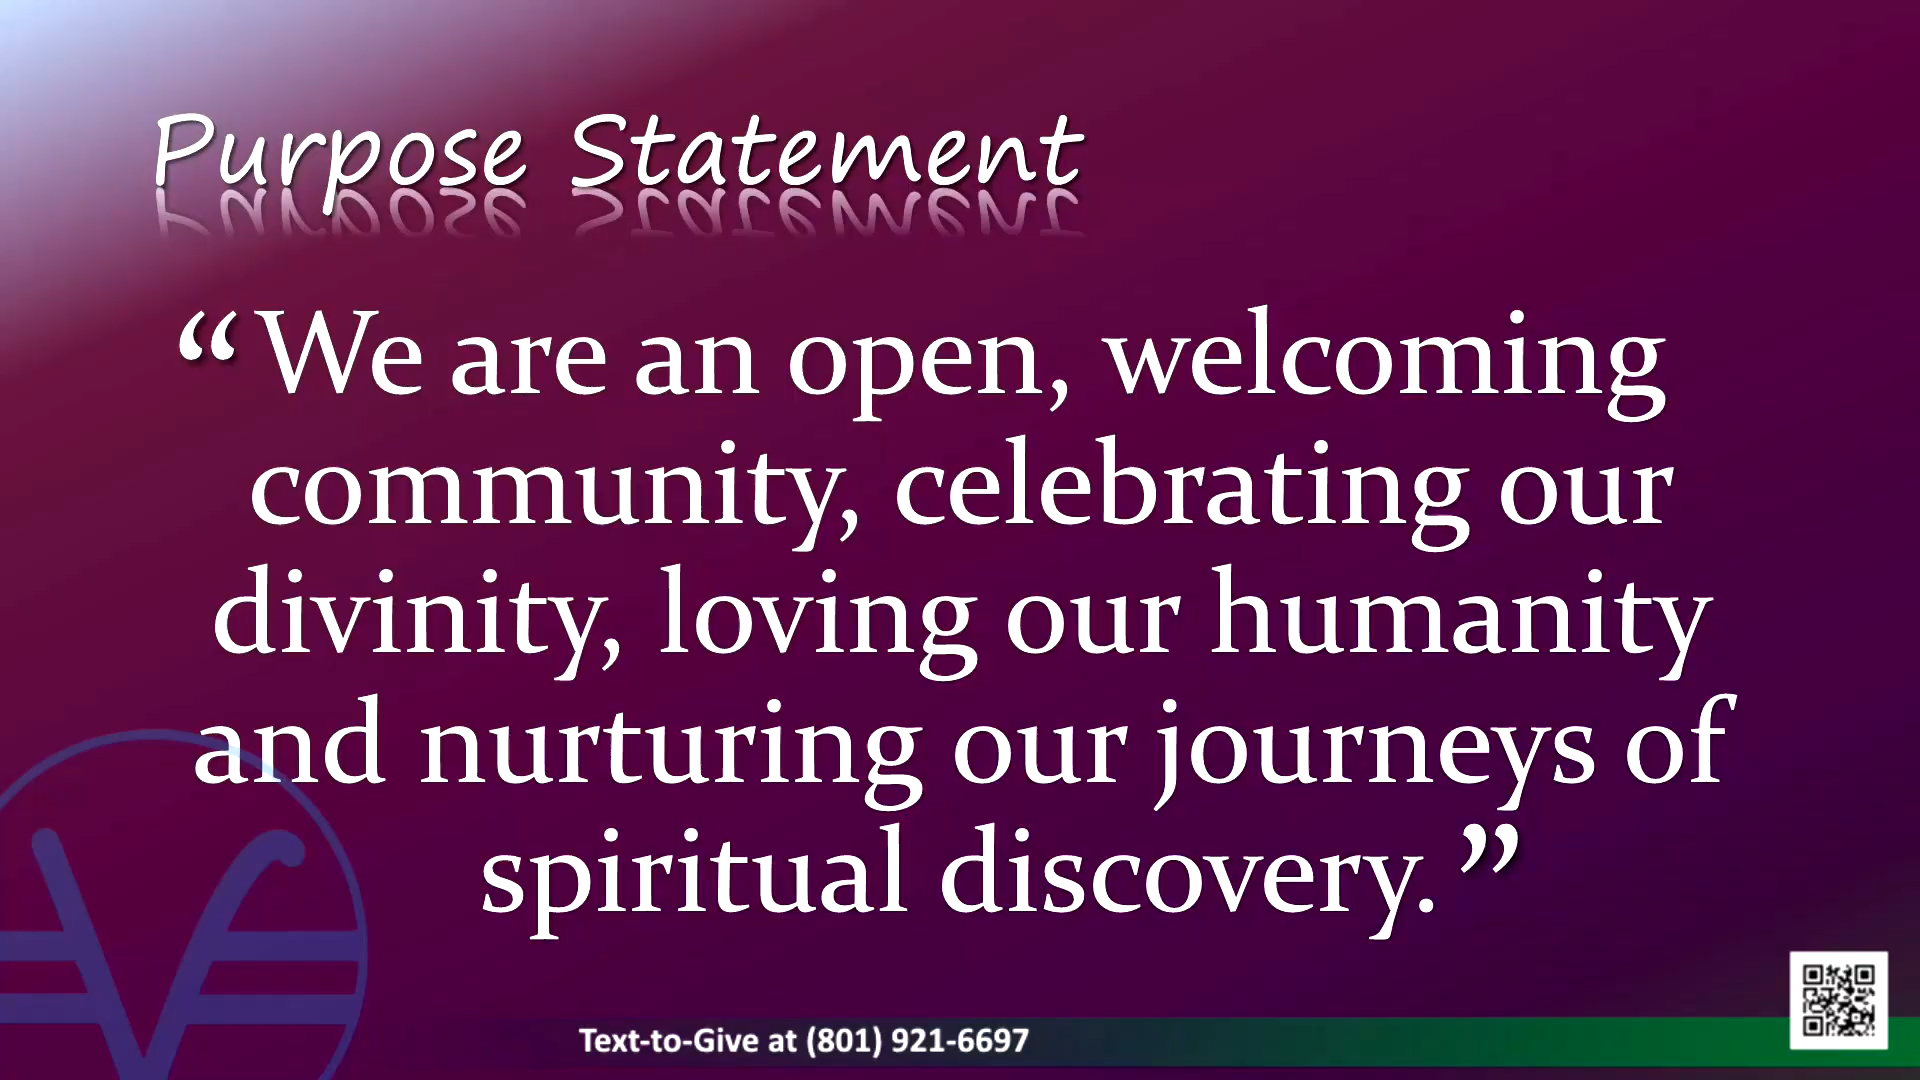 Purpose Statement
“We are an open, welcoming
community, celebrating our
divinity, loving our humanity
and nurturing our journeys of
spiritual discovery.”
Text-to-Give at (801) 921-6697